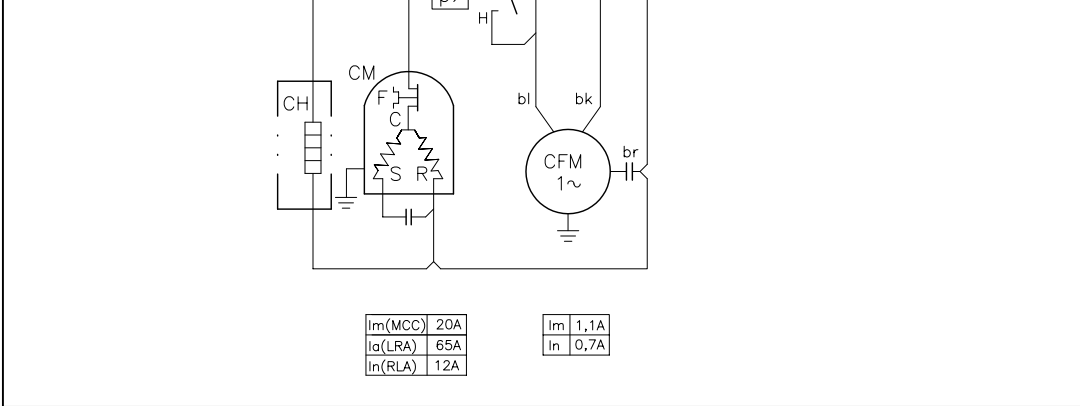 H
CM
CH
F
C
S R
bl bk
CFM
1~
br
Im(MCC) 20A
Ia(LRA) 65A
In(RLA) 12A
Im 1,1A
In 0,7A